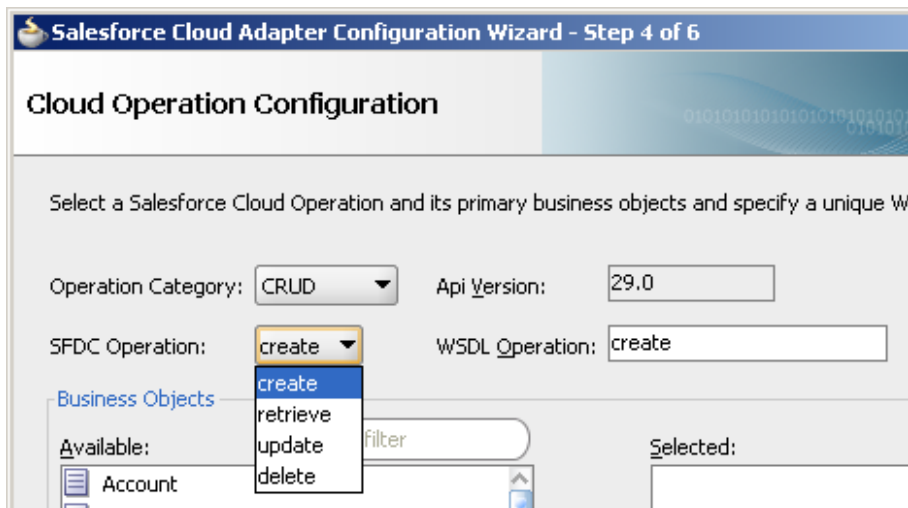 Salesforce Cloud Adapter Configuration Wizard - Step 4 of 6
Cloud Operation Configuration
Select a Salesforce Cloud Operation and its primary business objects and specify a unique W
Operation Category: CRUD Api Version: 29.0
SFDC Operation: create WSDL Operation: create
create
Business Objects
retrieve
filter
update
Available: Selected:
delete
Account